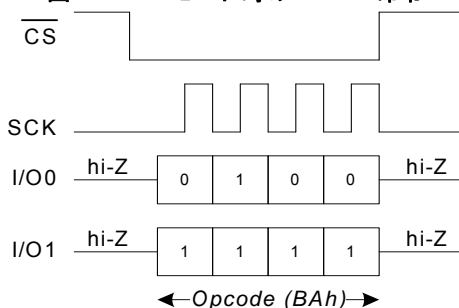 CS
SCK
I/O0 hi-Z 0 1 0 0 hi-Z
I/O1 hi-Z 1 1 1 1 hi-Z
Opcode (BAh)